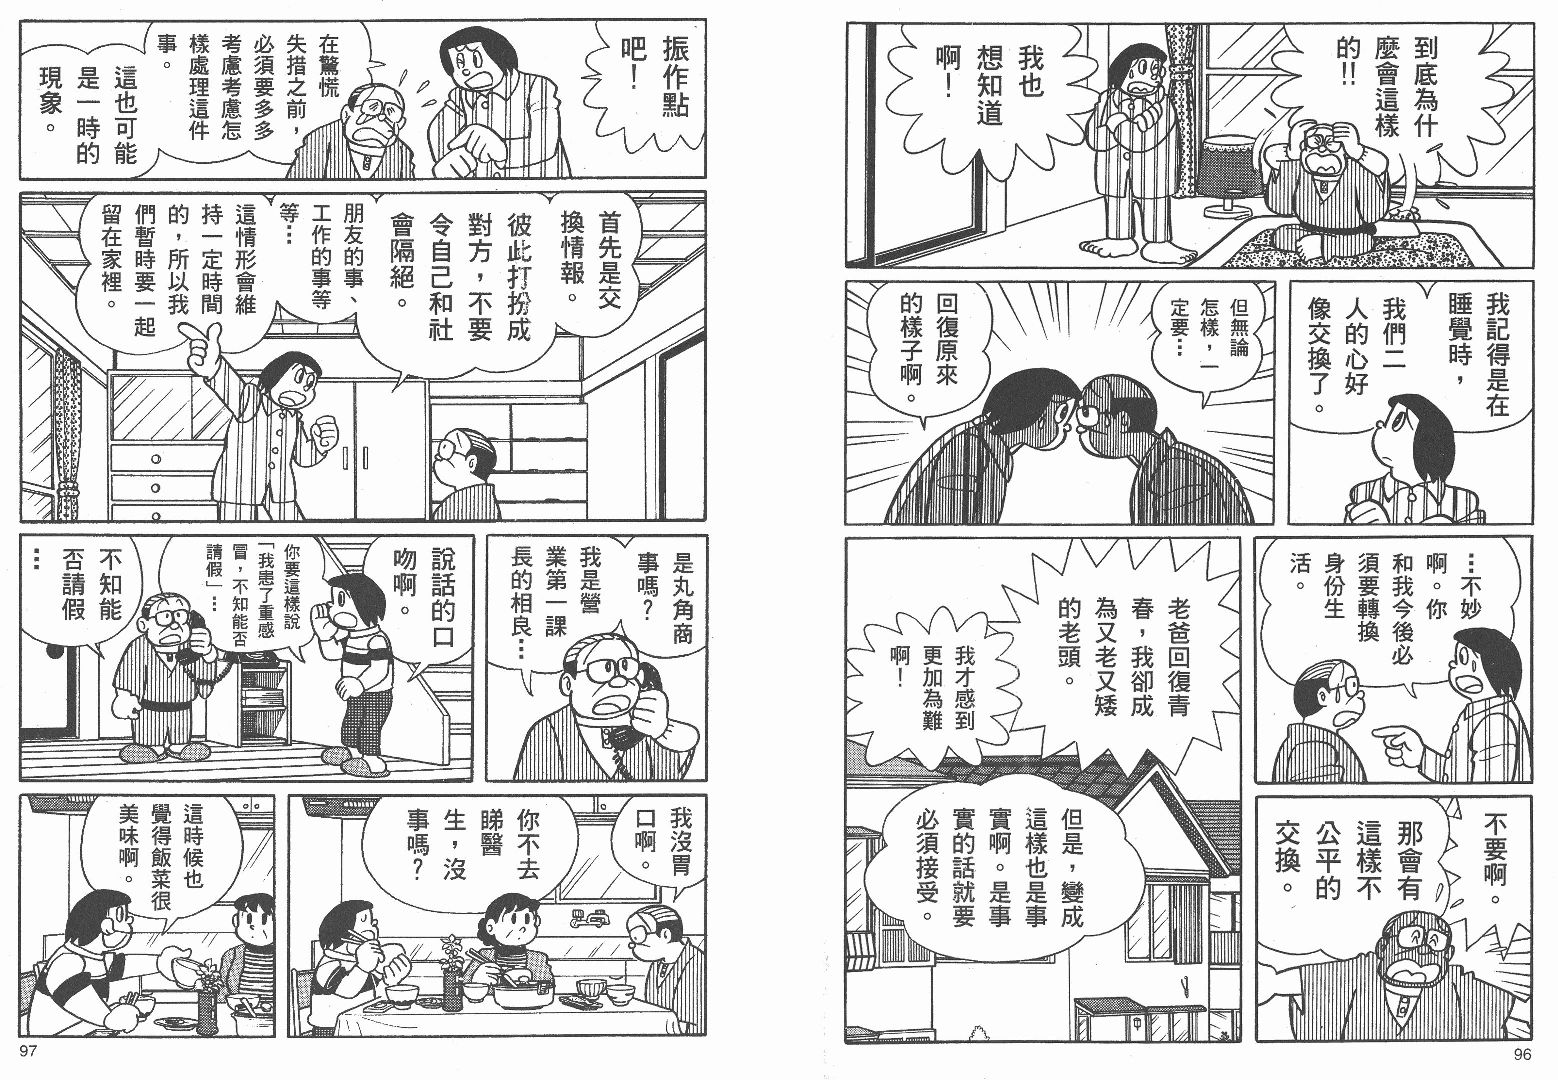 到底為什
麼會這樣
的!!
我也
想知道
啊!
我記得是在
睡覺時，
我們二
人的心好
像交換了。
但無論
怎樣，一
定要…
回復原來
的樣子啊。
…不妙
啊。你
和我今後必
須要轉換
身份生
活。
老爸回復青
春，我卻成
為又老又矮
的老頭。
我才感到
更加為難
啊!
不要啊。
那會有
這樣不
公平的
交換。
但是，變成
這樣也是事
實啊。是事
實的話就要
必須接受。
96
振作點
吧!
在驚慌
失措之前，
必須要多多
考慮考慮怎
樣處理這件
事。
這也可能
是一時的
現象。
首先是交
換情報。
彼此打扮成
對方，不要
令自己和社
會隔絕。
朋友的事、
工作的事等
等…
這情形會維
持一定時間
的，所以我
們暫時要一起
留在家裡。
是丸角商
事嗎?
我是營
業第一課
長的相良…
說話的口
吻啊。
你要這樣說
「我患了重感
冒，不知能否
請假」…
不知能
否請假
…
我沒胃
口啊。
你不去
睇醫
生，沒
事嗎?
這時候也
覺得飯菜很
美味啊。
97